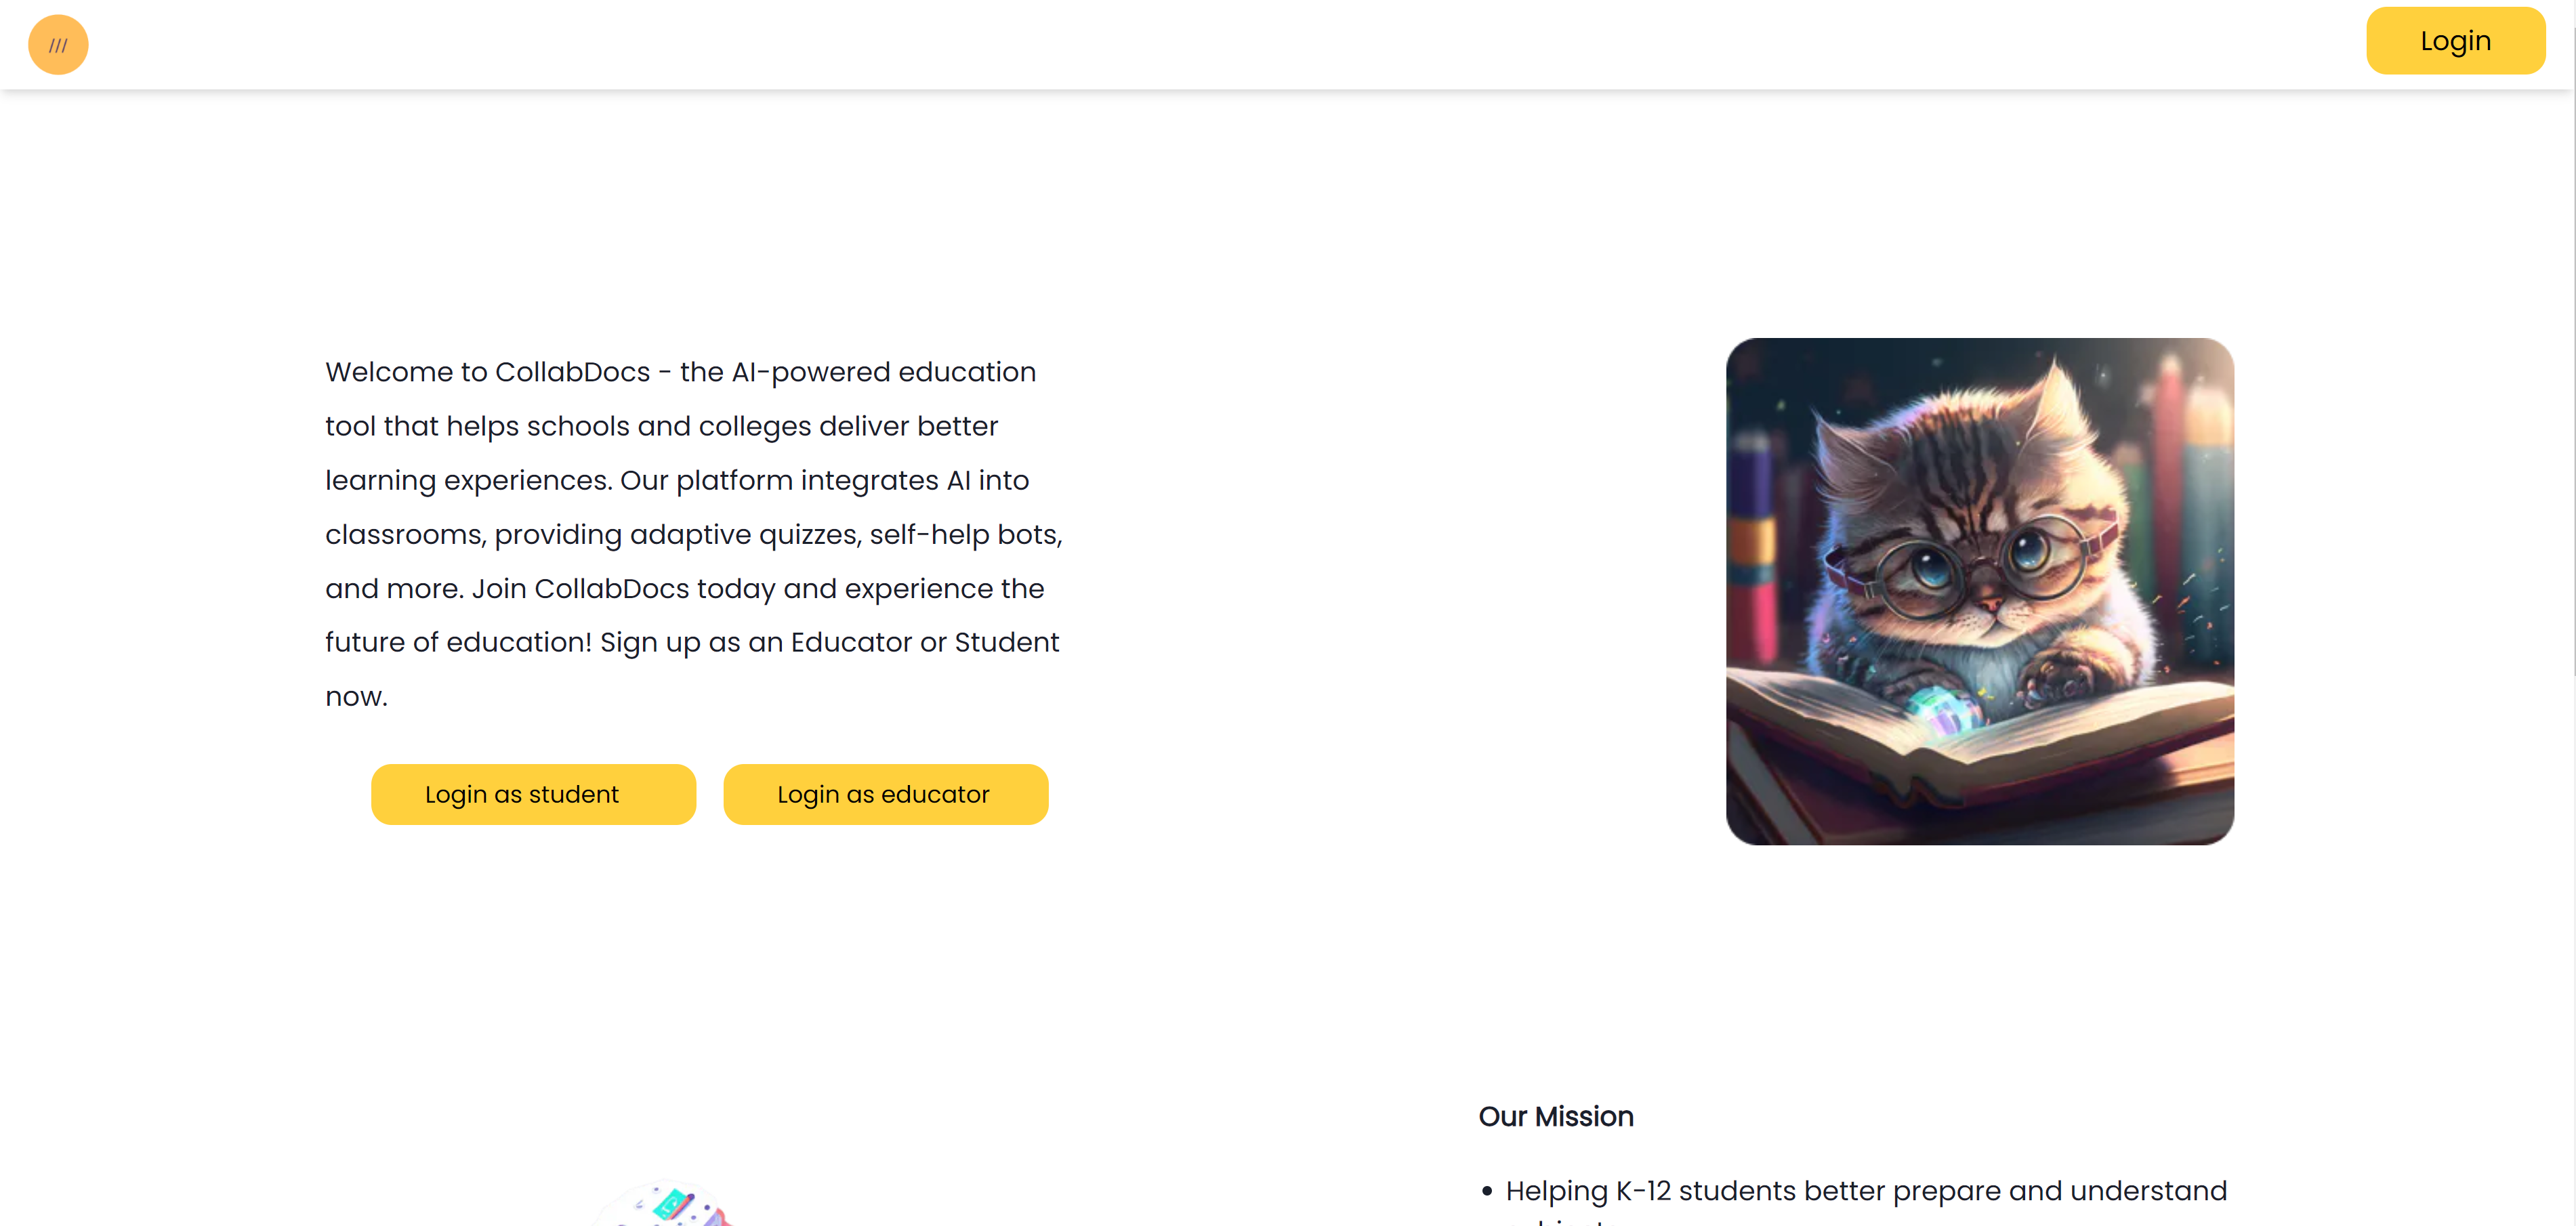 ///
Login
Welcome to CollabDocs - the AI-powered education
tool that helps schools and colleges deliver better
learning experiences. Our platform integrates AI into
classrooms, providing adaptive quizzes, self-help bots,
and more. Join CollabDocs today and experience the
future of education! Sign up as an Educator or Student
now.
Login as student
Login as educator
Our Mission
• Helping K-12 students better prepare and understand